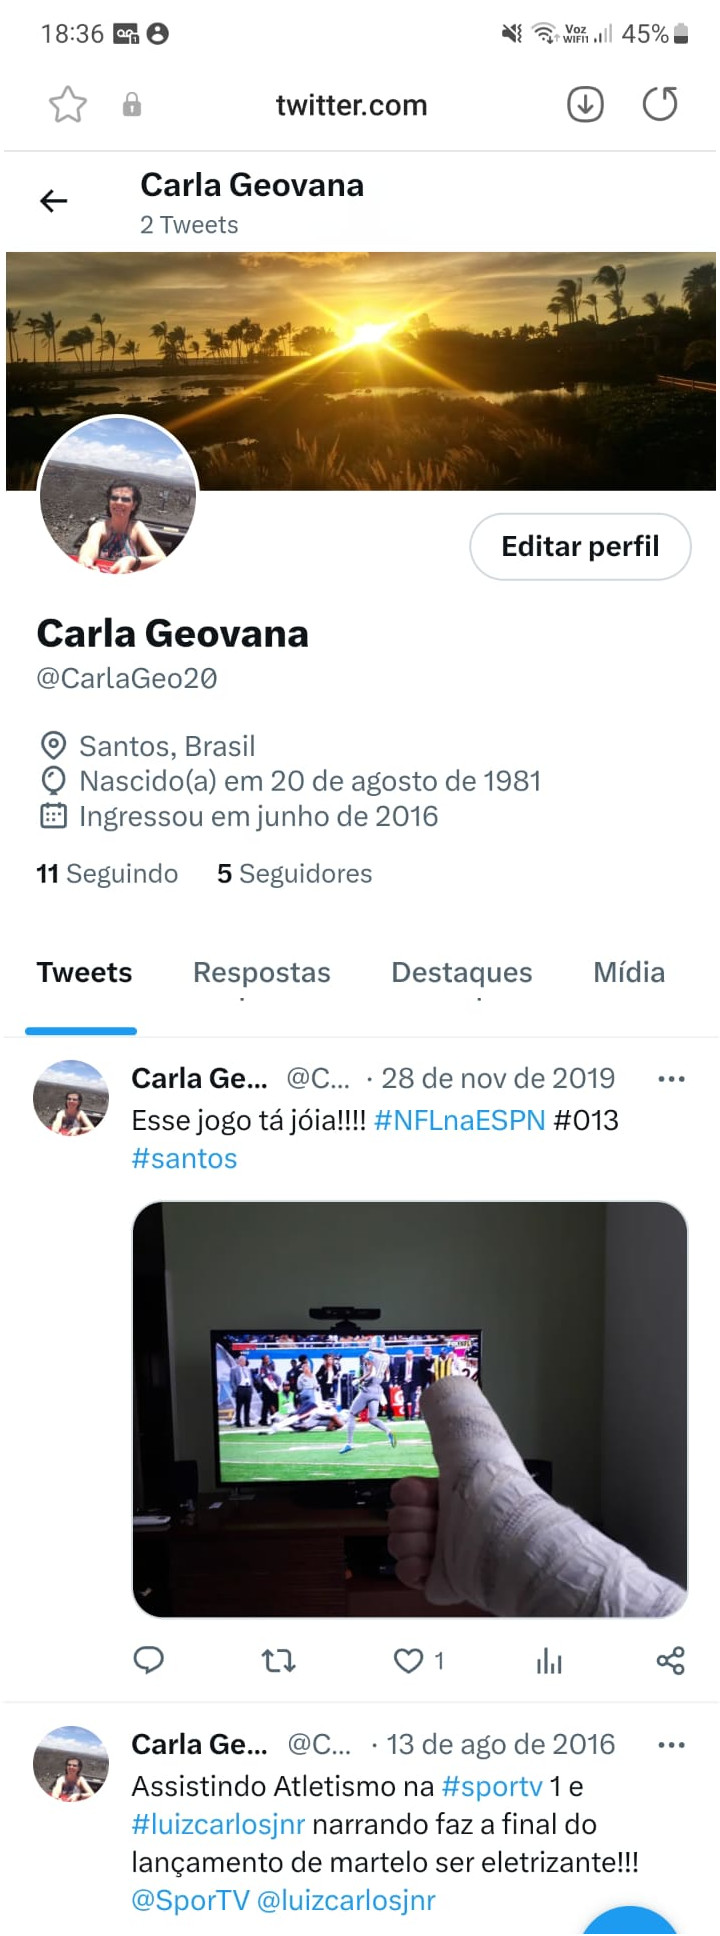 18:36
Voz
WIFI1
45%
twitter.com
Carla Geovana
2 Tweets
Editar perfil
Carla Geovana
@CarlaGeo20
Santos, Brasil
Nascido(a) em 20 de agosto de 1981
Ingressou em junho de 2016
11 Seguindo 5 Seguidores
Tweets Respostas Destaques Mídia
Carla Ge... @C... · 28 de nov de 2019
Esse jogo tá jóia!!!! #NFLnaESPN #013
#santos
1
Carla Ge... @C... · 13 de ago de 2016
Assistindo Atletismo na #sportv 1 e
#luizcarlosjnr narrando faz a final do
lançamento de martelo ser eletrizante!!!
@SporTV @luizcarlosjnr